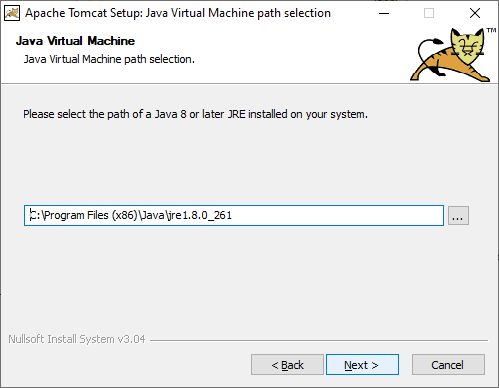 Apache Tomcat Setup: Java Virtual Machine path selection
Java Virtual Machine
Java Virtual Machine path selection.
TM
Please select the path of a Java 8 or later JRE installed on your system.
C:\Program Files (x86)\Java\jre1.8.0_261
...
Nullsoft Install System v3.04
< Back
Next >
Cancel